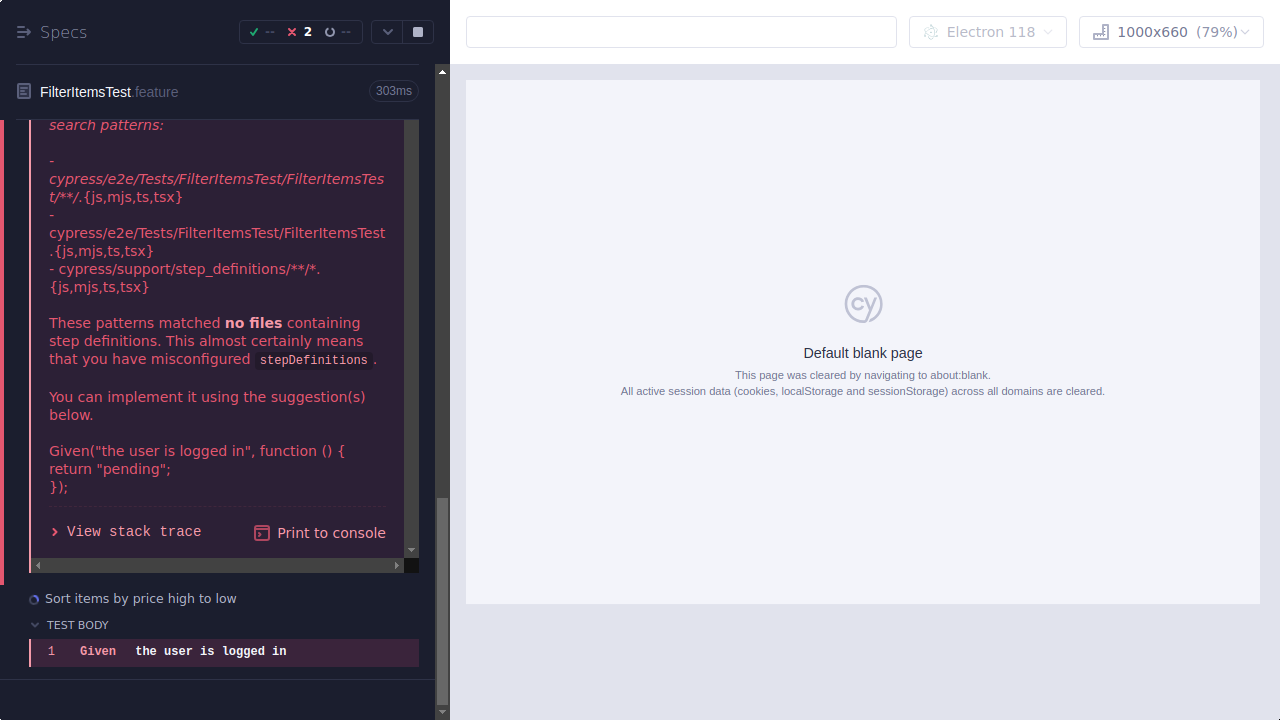 Specs
--
2
--
Electron 118
1000x660 (79%)
FilterItemsTest.feature
303ms
search patterns:
-
cypress/e2e/Tests/FilterItemsTest/FilterItemsTes
t/**/.{js,mjs,ts,tsx}
-
cypress/e2e/Tests/FilterItemsTest/FilterItemsTest
.{js,mjs,ts,tsx}
- cypress/support/step_definitions/**/*.
{js,mjs,ts,tsx}
These patterns matched no files containing
step definitions. This almost certainly means
that you have misconfigured stepDefinitions.
You can implement it using the suggestion(s)
below.
Given("the user is logged in", function () {
return "pending";
});
View stack trace
Print to console
Sort items by price high to low
TEST BODY
1 Given the user is logged in
cy
Default blank page
This page was cleared by navigating to about:blank.
All active session data (cookies, localStorage and sessionStorage) across all domains are cleared.